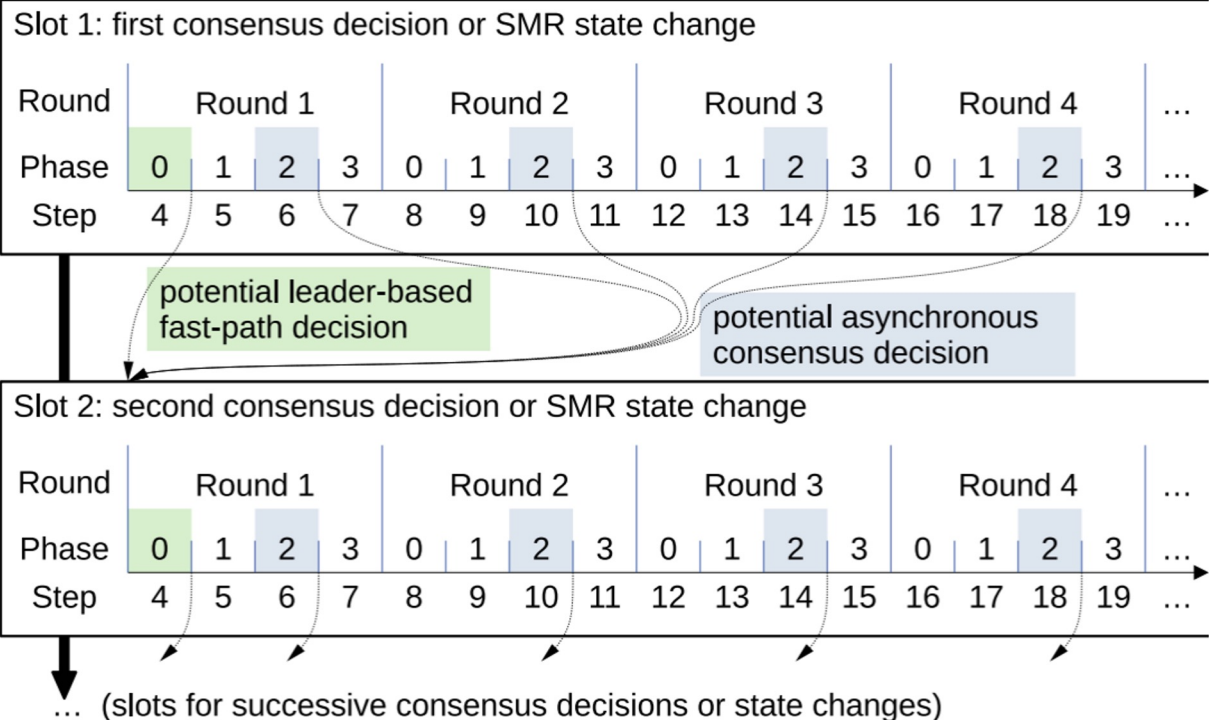 Slot 1: first consensus decision or SMR state change
Round Round 1 Round 2 Round 3 Round 4 …
Phase 0 1 2 3 0 1 2 3 0 1 2 3 0 1 2 3 …
Step 4 5 6 7 8 9 10 11 12 13 14 15 16 17 18 19 …
potential leader-based
fast-path decision
potential asynchronous
consensus decision
Slot 2: second consensus decision or SMR state change
Round Round 1 Round 2 Round 3 Round 4 …
Phase 0 1 2 3 0 1 2 3 0 1 2 3 0 1 2 3 …
Step 4 5 6 7 8 9 10 11 12 13 14 15 16 17 18 19 …
… (slots for successive consensus decisions or state changes)